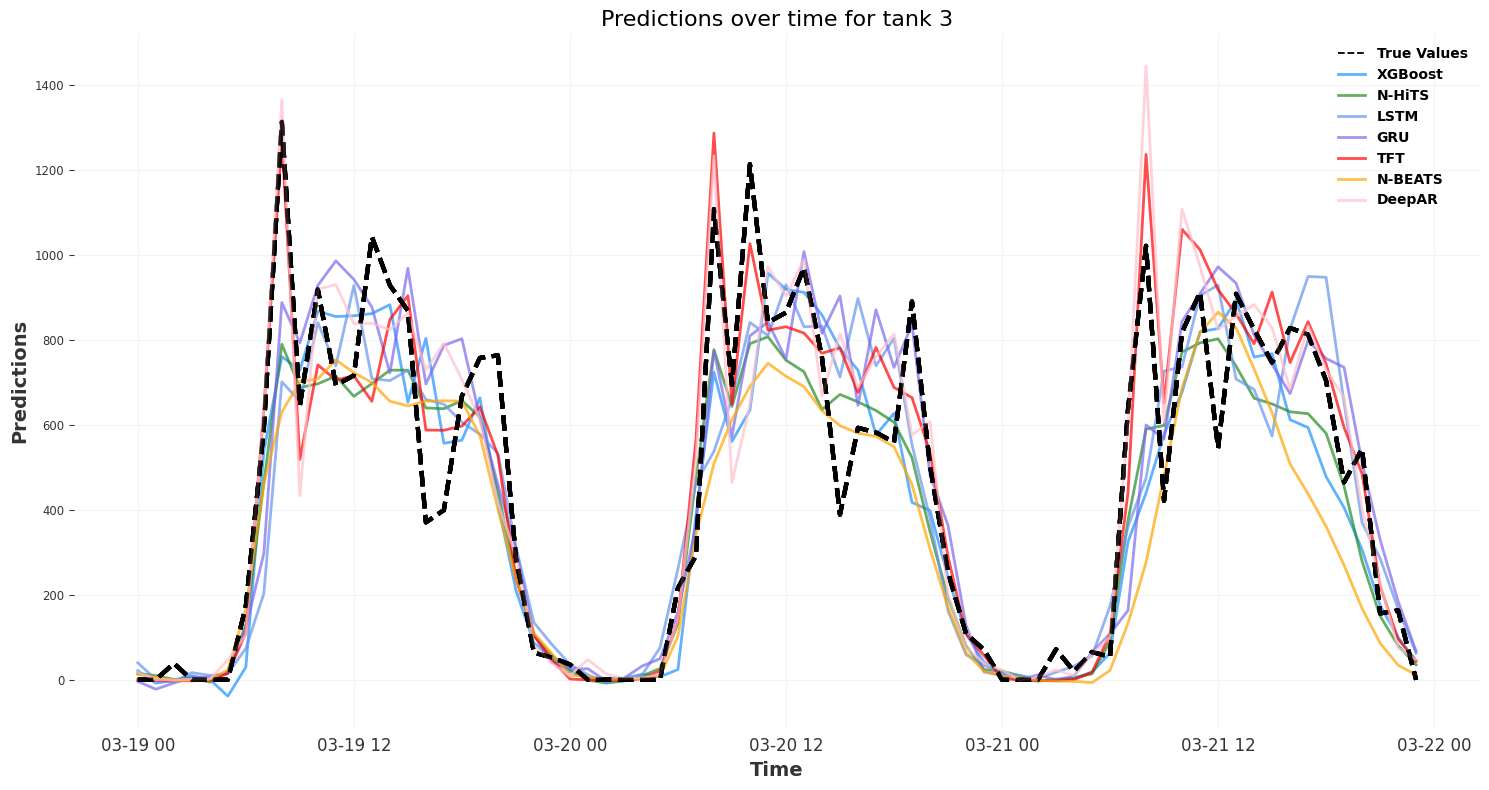 Predictions over time for tank 3
True Values
XGBoost
N-HiTS
LSTM
GRU
TFT
N-BEATS
DeepAR
Predictions
1400
1200
1000
800
600
400
200
0
03-19 00
03-19 12
03-20 00
03-20 12
03-21 00
03-21 12
03-22 00
Time